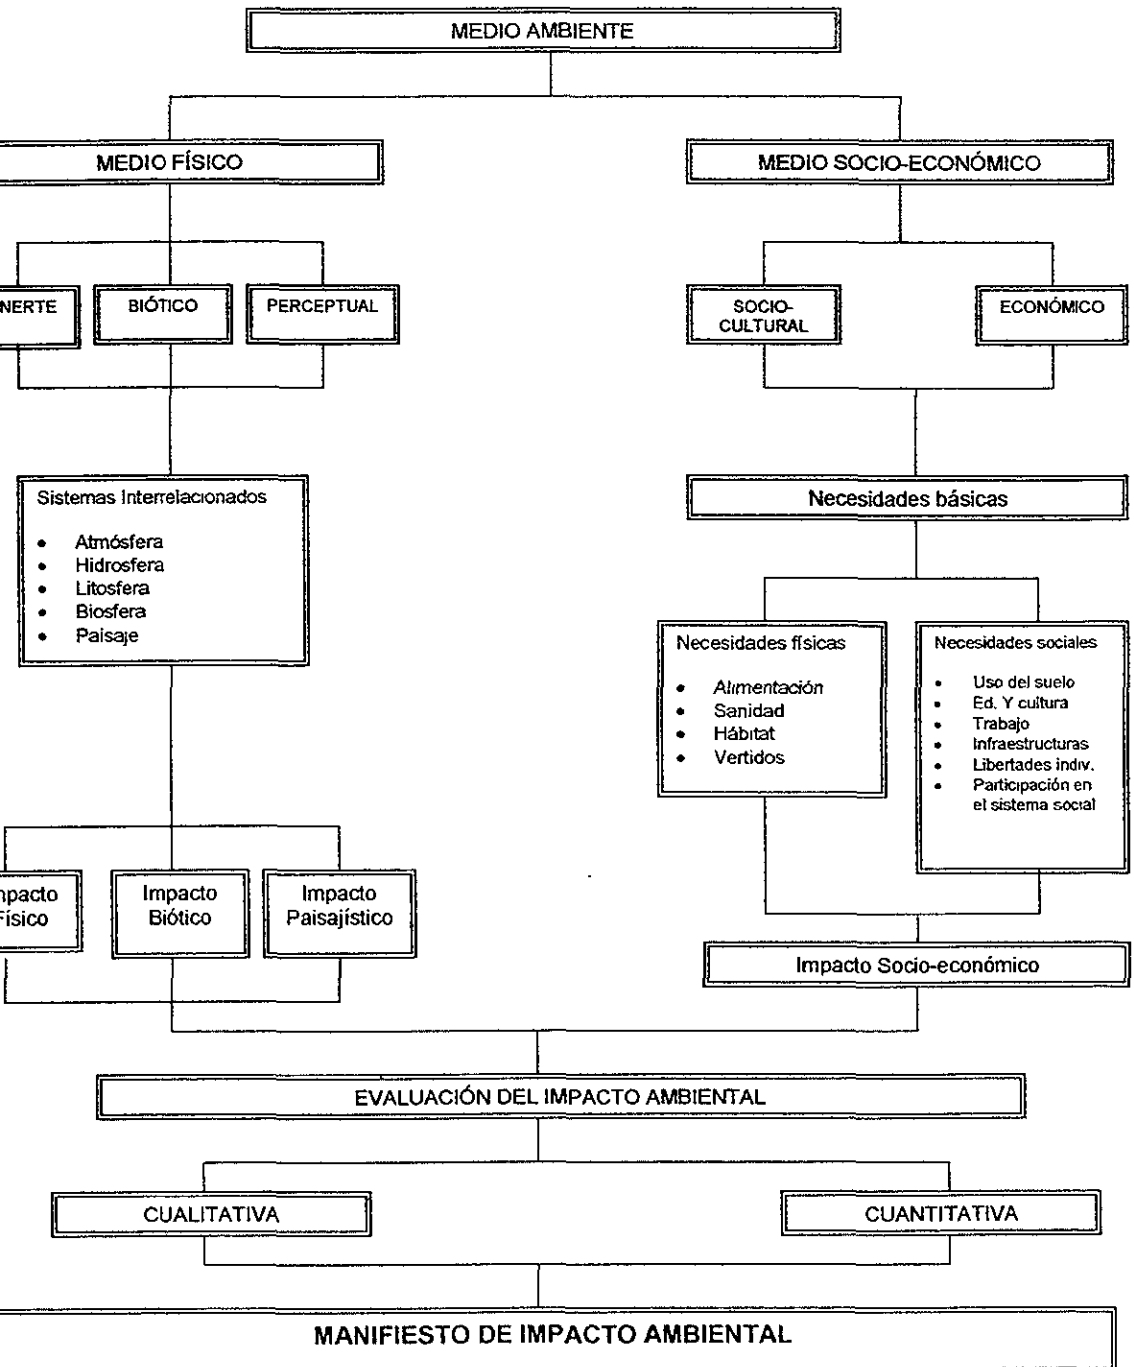 MEDIO AMBIENTE
MEDIO FÍSICO
MEDIO SOCIO-ECONÓMICO
NERTE
BIÓTICO
PERCEPTUAL
SOCIO-
CULTURAL
ECONÓMICO
Sistemas Interrelacionados
• Atmósfera
• Hidrosfera
• Litosfera
• Biosfera
• Paisaje
Necesidades básicas
Necesidades físicas
• Alimentación
• Sanidad
• Hábitat
• Vertidos
Necesidades sociales
• Uso del suelo
• Ed. Y cultura
• Trabajo
• Infraestructuras
• Libertades indiv.
• Participación en
el sistema social
mpacto
Físico
Impacto
Biótico
Impacto
Paisajístico
Impacto Socio-económico
EVALUACIÓN DEL IMPACTO AMBIENTAL
CUALITATIVA
CUANTITATIVA
MANIFIESTO DE IMPACTO AMBIENTAL